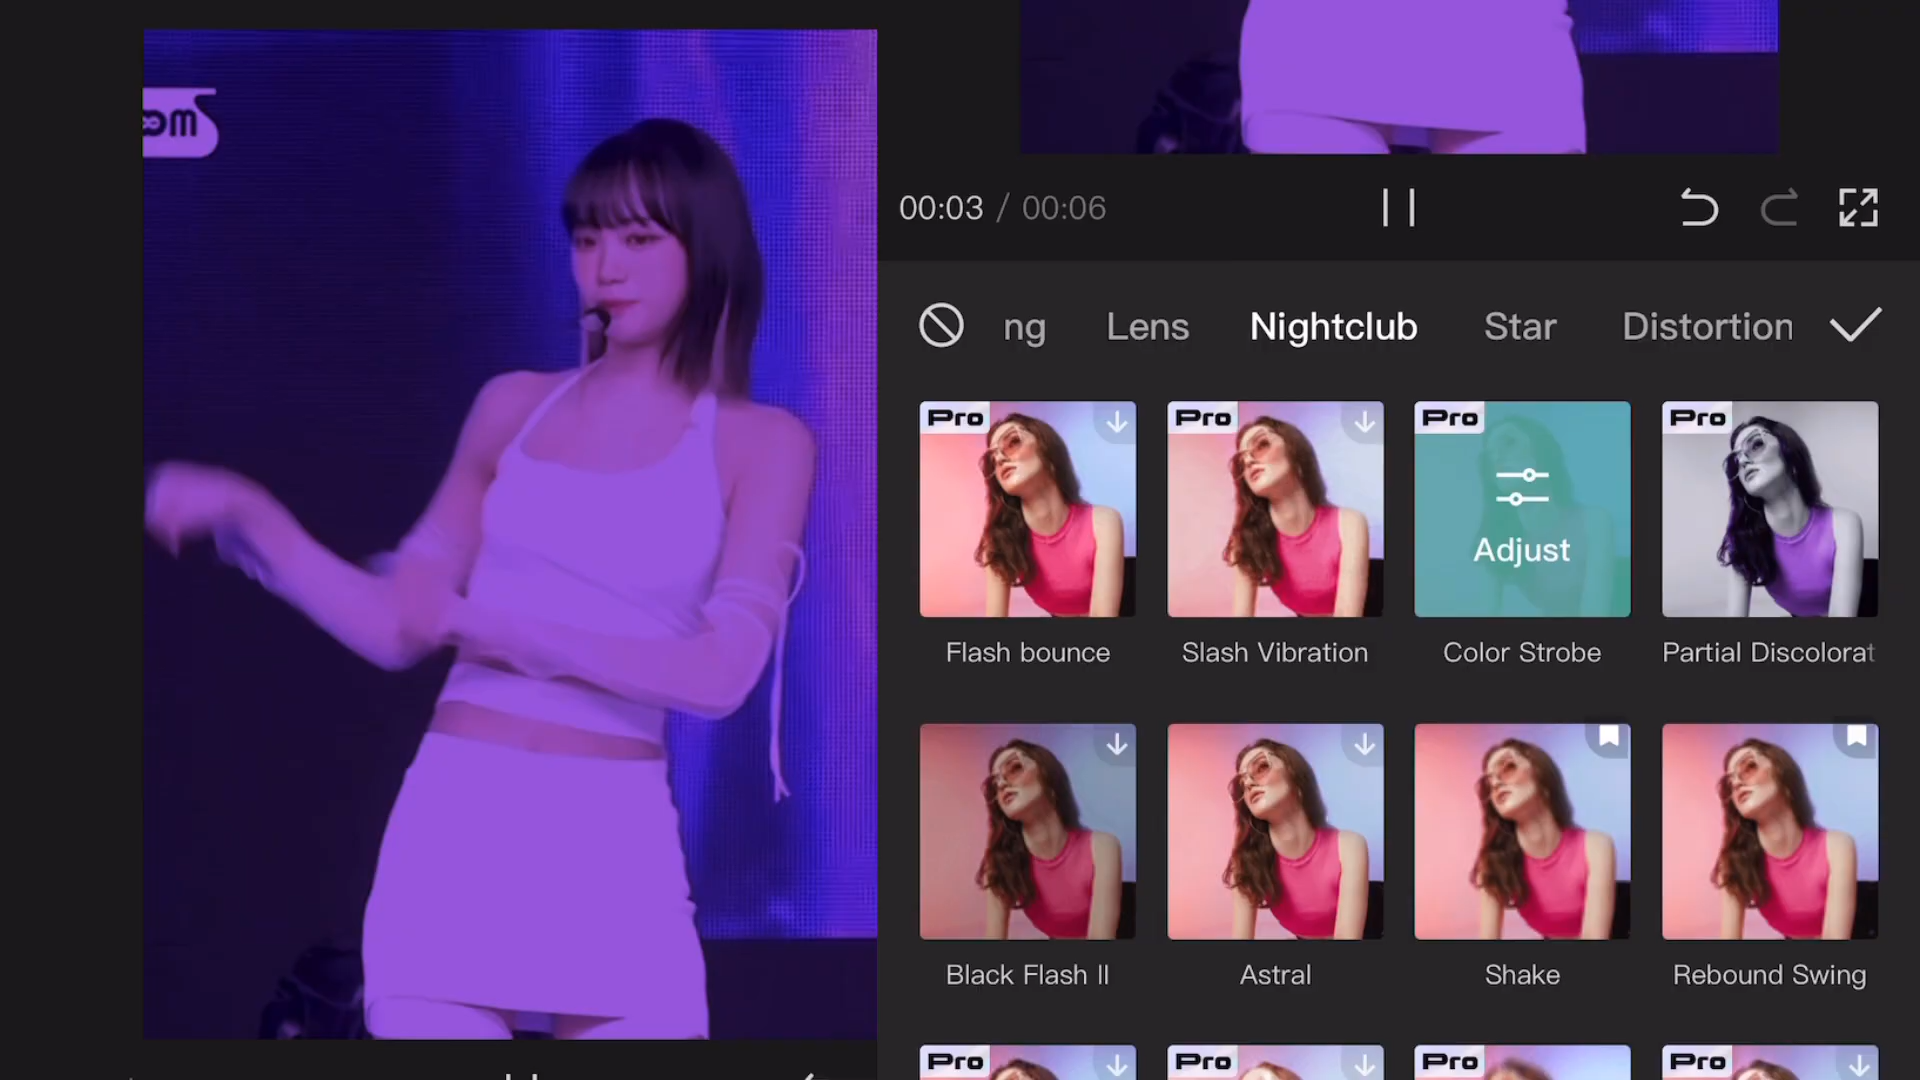 oom
00:03 / 00:06
ng Lens Nightclub Star Distortion
Pro Pro Pro Pro
Adjust
Flash bounce Slash Vibration Color Strobe Partial Discolorat
Black Flash II Astral Shake Rebound Swing
Pro Pro Pro Pro